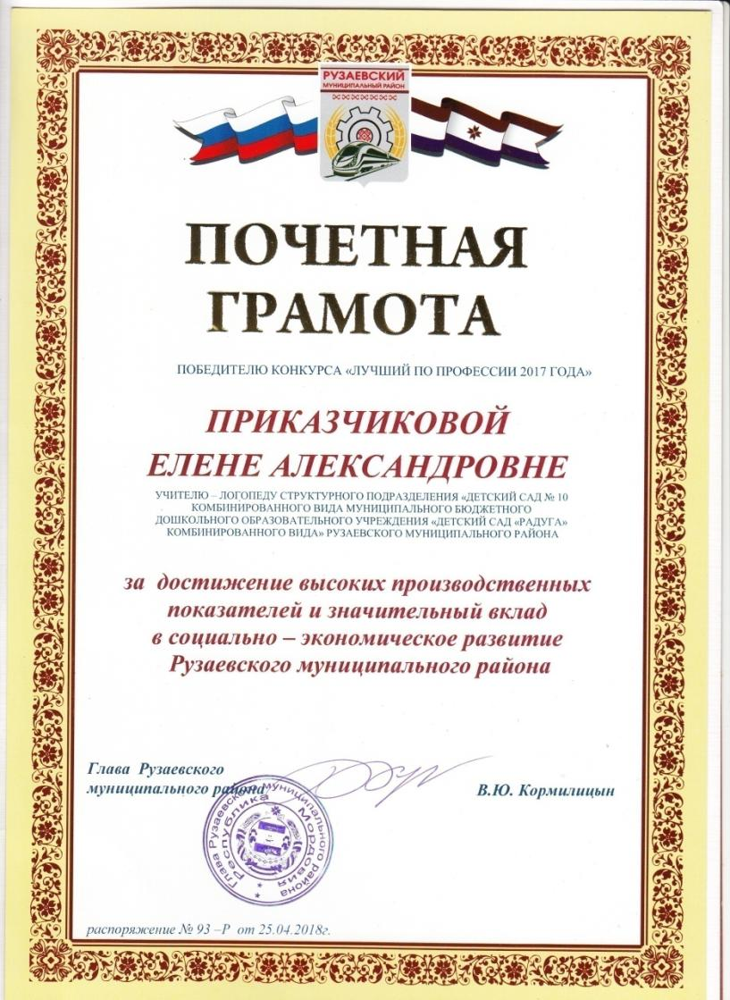 РУЗАЕВСКИЙ
МУНИЦИПАЛЬНЫЙ РАЙОН
ПОЧЕТНАЯ
ГРАМОТА
ПОБЕДИТЕЛЮ КОНКУРСА «ЛУЧШИЙ ПО ПРОФЕССИИ 2017 ГОДА»
ПРИКАЗЧИКОВОЙ
ЕЛЕНЕ АЛЕКСАНДРОВНЕ
УЧИТЕЛЮ – ЛОГОПЕДУ СТРУКТУРНОГО ПОДРАЗДЕЛЕНИЯ «ДЕТСКИЙ САД № 10
КОМБИНИРОВАННОГО ВИДА МУНИЦИПАЛЬНОГО БЮДЖЕТНОГО
ДОШКОЛЬНОГО ОБРАЗОВАТЕЛЬНОГО УЧРЕЖДЕНИЯ «ДЕТСКИЙ САД «РАДУГА»
КОМБИНИРОВАННОГО ВИДА» РУЗАЕВСКОГО МУНИЦИПАЛЬНОГО РАЙОНА
за достижение высоких производственных
показателей и значительный вклад
в социально – экономическое развитие
Рузаевского муниципального района
Глава Рузаевского
муниципального района
В.Ю. Кормилицын
Глава Рузаевского муниципального района
Республика Мордовия
распоряжение № 93 –Р от 25.04.2018г.